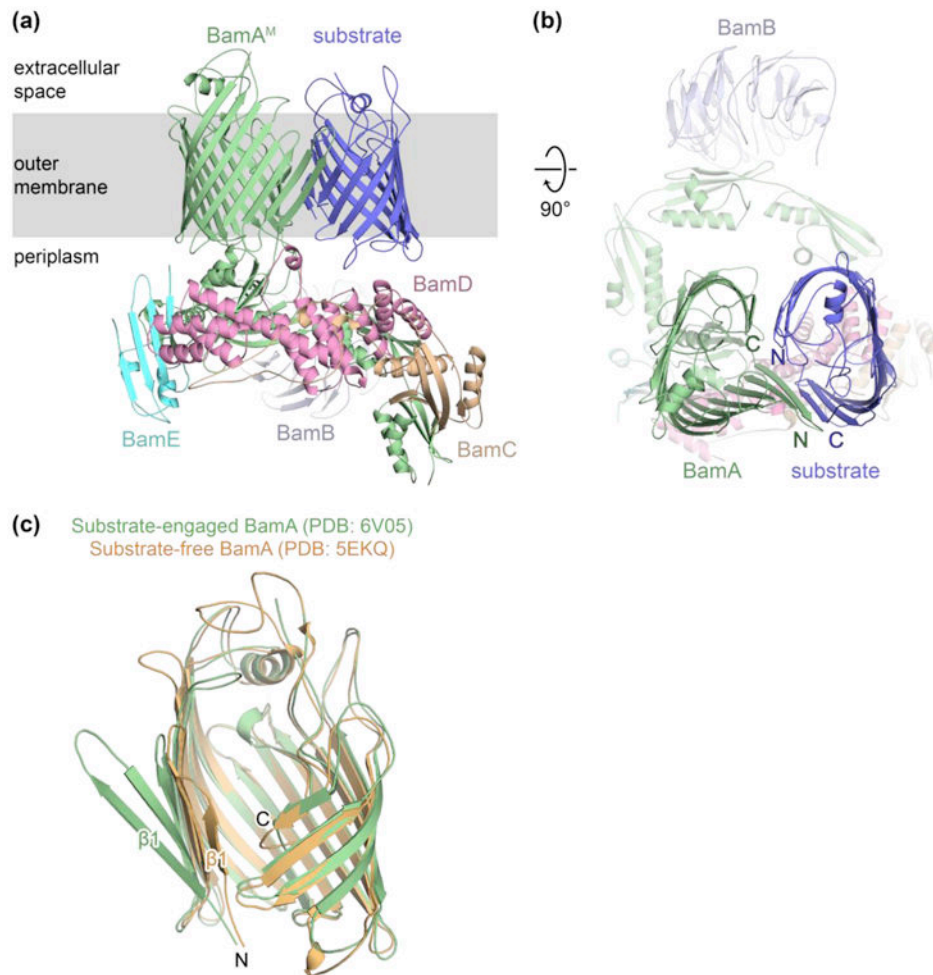 (a)
BamAᴹ
substrate
extracellular
space
outer
membrane
periplasm
BamD
BamE
BamB
BamC
(b)
BamB
90°
C
N
N
C
BamA
substrate
(c)
Substrate-engaged BamA (PDB: 6V05)
Substrate-free BamA (PDB: 5EKQ)
C
β1
β1
N